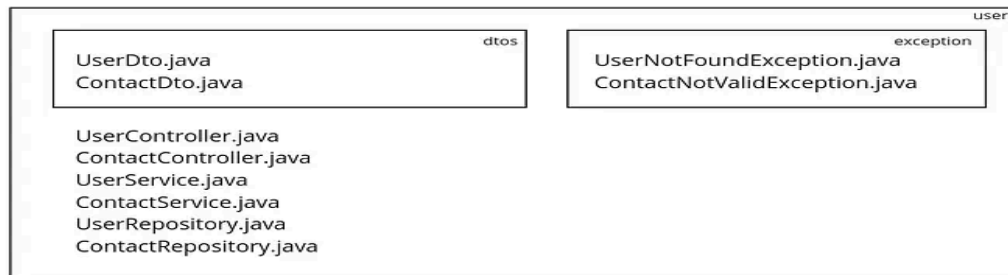 user
dtos
UserDto.java
ContactDto.java
exception
UserNotFoundException.java
ContactNotValidException.java
UserController.java
ContactController.java
UserService.java
ContactService.java
UserRepository.java
ContactRepository.java